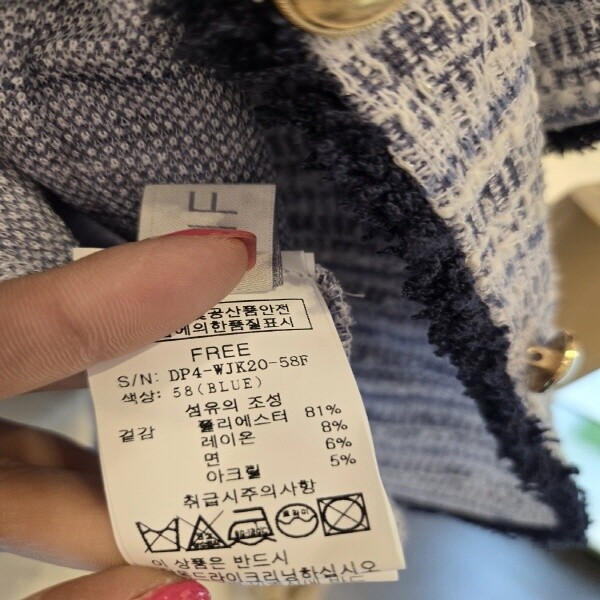 공산품안전
에의한품질표시
FREE
S/N: DP4-WJK20-58F
색상: 58(BLUE)
섬유의 조성
겉감 폴리에스터 81%
레이온 8%
면 6%
아크릴 5%
취급시주의사항
드라이
이 상품은 반드시
드라이크리닝하십시오